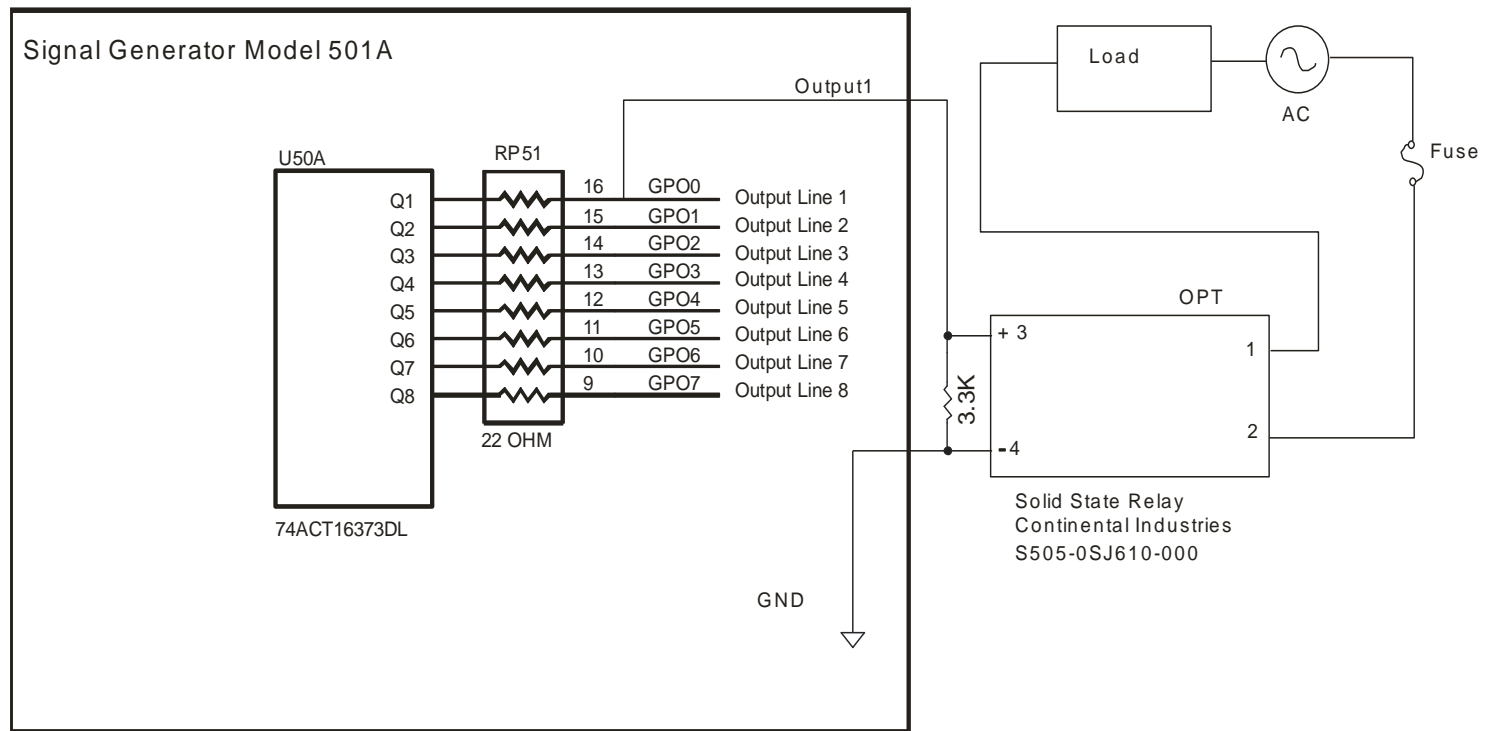 Signal Generator Model 501A
Output1
Load
AC
Fuse
U50A
RP51
Q1
16
GPO0
Output Line 1
Q2
15
GPO1
Output Line 2
Q3
14
GPO2
Output Line 3
Q4
13
GPO3
Output Line 4
Q5
12
GPO4
Output Line 5
Q6
11
GPO5
Output Line 6
Q7
10
GPO6
Output Line 7
Q8
9
GPO7
Output Line 8
22 OHM
74ACT16373DL
OPT
+ 3
1
3.3K
2
- 4
Solid State Relay
Continental Industries
S505-0SJ610-000
GND